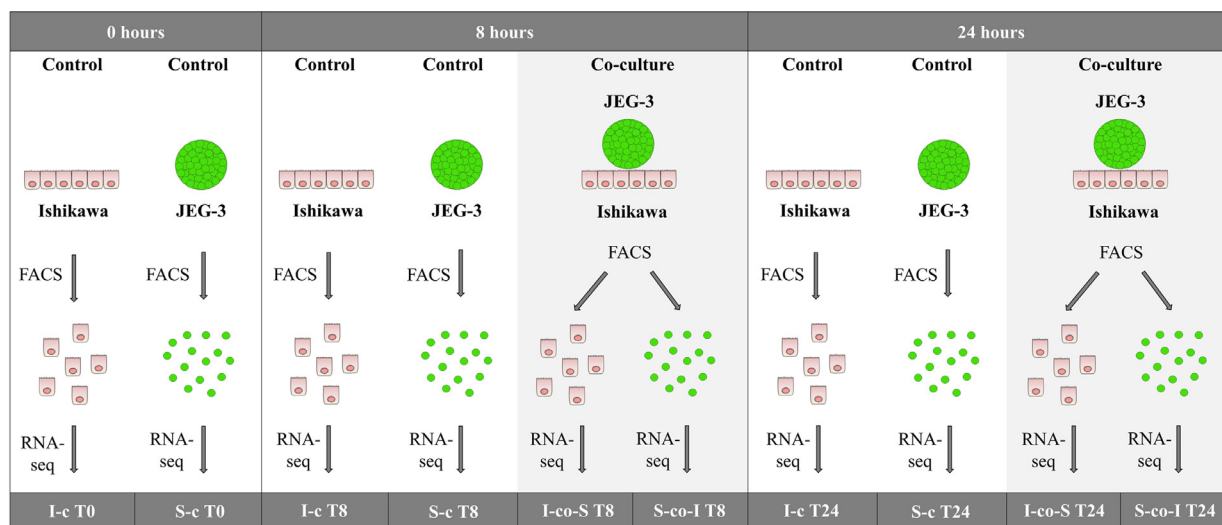 0 hours 8 hours 24 hours
Control Control Control Control Co-culture Control Control Co-culture
JEG-3 JEG-3
Ishikawa JEG-3 Ishikawa JEG-3 Ishikawa Ishikawa JEG-3 Ishikawa
FACS FACS
FACS FACS FACS FACS FACS FACS
RNA- RNA- RNA- RNA- RNA- RNA- RNA- RNA- RNA- RNA-
seq seq seq seq seq seq seq seq seq seq
I-c T0 S-c T0 I-c T8 S-c T8 I-co-S T8 S-co-I T8 I-c T24 S-c T24 I-co-S T24 S-co-I T24